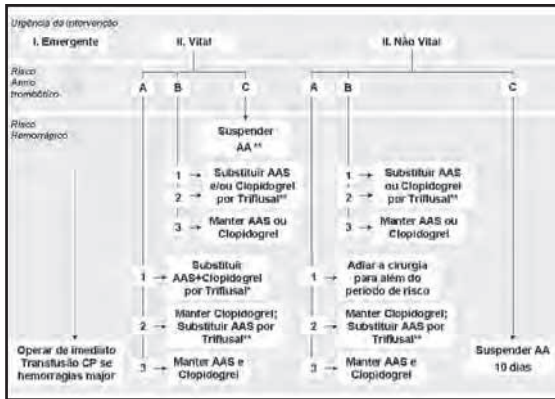 Urgência da intervenção
I. Emergente
II. Vital
II. Não Vital
Risco
Aterotrombótico
A
B
C
A
B
C
Risco
Hemorrágico
Suspender
AA **
1
Substituir AAS
e/ou Clopidogrel
2
por Triflusal**
3
Manter AAS ou
Clopidogrel
1
Substituir AAS
ou Clopidogrel
2
por Triflusal**
3
Manter AAS ou
Clopidogrel
1
Substituir
AAS+Clopidogrel
por Triflusal*
2
Manter Clopidogrel;
Substituir AAS por
Triflusal**
3
Manter AAS e
Clopidogrel
1
Adiar a cirurgia
para além do
período de risco
2
Manter Clopidogrel;
Substituir AAS por
Triflusal**
3
Manter AAS e
Clopidogrel
Operar de imediato
Transfusão CP se
hemorragias major
Suspender AA
10 dias